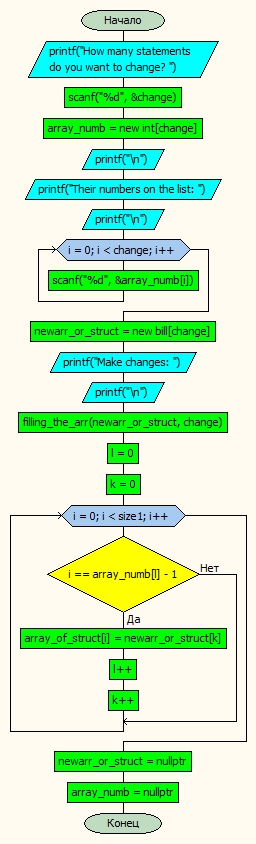 Начало
printf("How many statements
do you want to change? ")
scanf("%d", &change)
array_numb = new int[change]
printf("\n")
printf("Their numbers on the list: ")
printf("\n")
i = 0; i < change; i++
scanf("%d", &array_numb[i])
newarr_or_struct = new bill[change]
printf("Make changes: ")
printf("\n")
filling_the_arr(newarr_or_struct, change)
l = 0
k = 0
i = 0; i < size1; i++
i == array_numb[l] - 1
Нет
Да
array_of_struct[i] = newarr_or_struct[k]
l++
k++
newarr_or_struct = nullptr
array_numb = nullptr
Конец